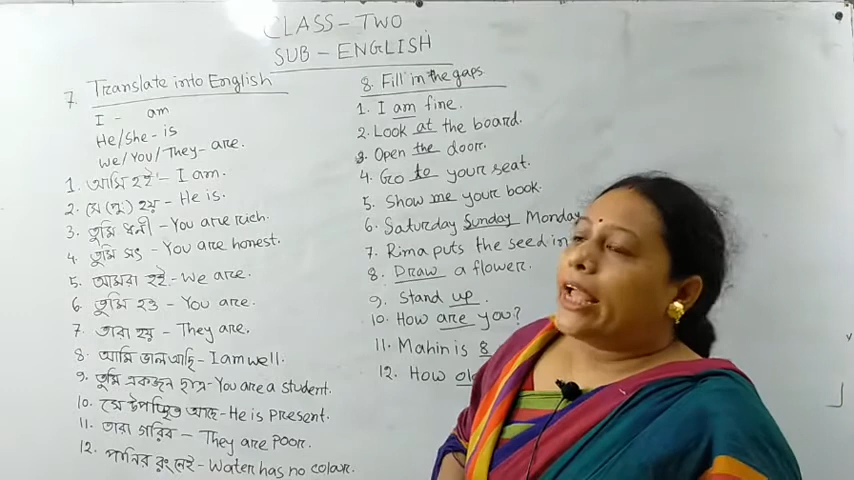 CLASS - TWO
SUB - ENGLISH
7. Translate into English
I - am
He/She - is
We/You/They - are.
1. আমি হই - I am.
2. সে (পুঃ) হয় - He is.
3. তুমি ধনী - You are rich.
4. তুমি সৎ - You are honest.
5. আমরা হই - We are.
6. তুমি হও - You are.
7. তারা হয় - They are.
8. আমি ভাল আছি - I am well.
9. তুমি একজন ছাত্র - You are a student.
10. সে উপস্থিত আছে - He is Present.
11. তারা গরিব - They are Poor.
12. পানির রং নেই - Water has no colour.
8. Fill in the gaps
1. I am fine.
2. Look at the board.
3. Open the door.
4. Go to your seat.
5. Show me your book.
6. Saturday Sunday Monday
7. Rima puts the seed in
8. Draw a flower.
9. Stand up.
10. How are you?
11. Mahin is 8
12. How